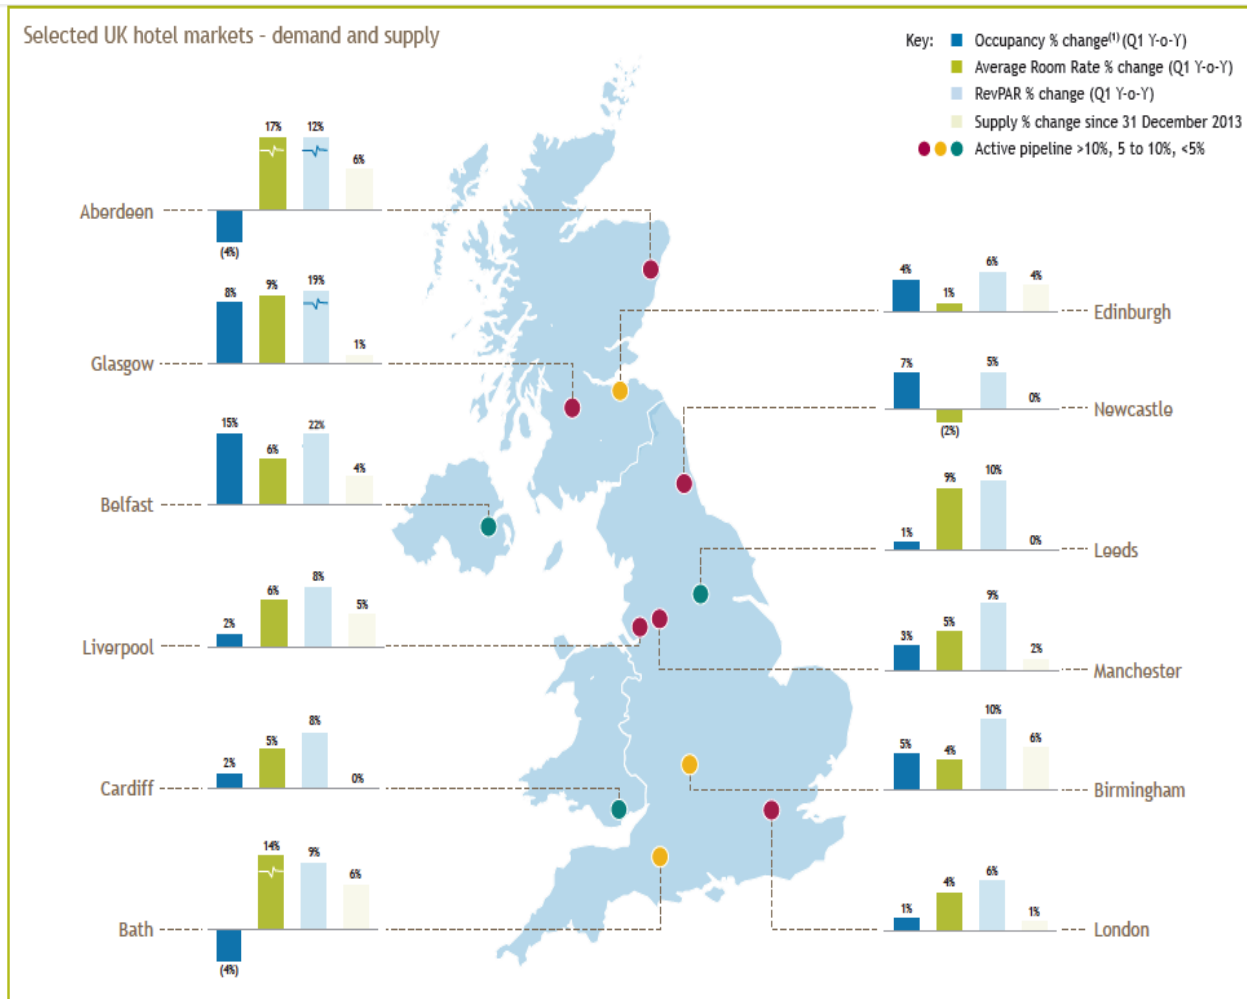 Selected UK hotel markets - demand and supply
Key: Occupancy % change(1) (Q1 Y-o-Y)
Average Room Rate % change (Q1 Y-o-Y)
RevPAR % change (Q1 Y-o-Y)
Supply % change since 31 December 2013
Active pipeline >10%, 5 to 10%, <5%
17% 12%
6%
Aberdeen
(4%)
8% 9% 19%
1%
Glasgow
15% 6% 22% 4%
Belfast
2% 6% 8% 5%
Liverpool
2% 5% 8% 0%
Cardiff
14% 9% 6%
Bath
(4%)
4% 1% 6% 4%
Edinburgh
7% 5% 0%
Newcastle
(2%)
1% 9% 10% 0%
Leeds
3% 5% 9% 2%
Manchester
5% 4% 10% 6%
Birmingham
1% 4% 6% 1%
London